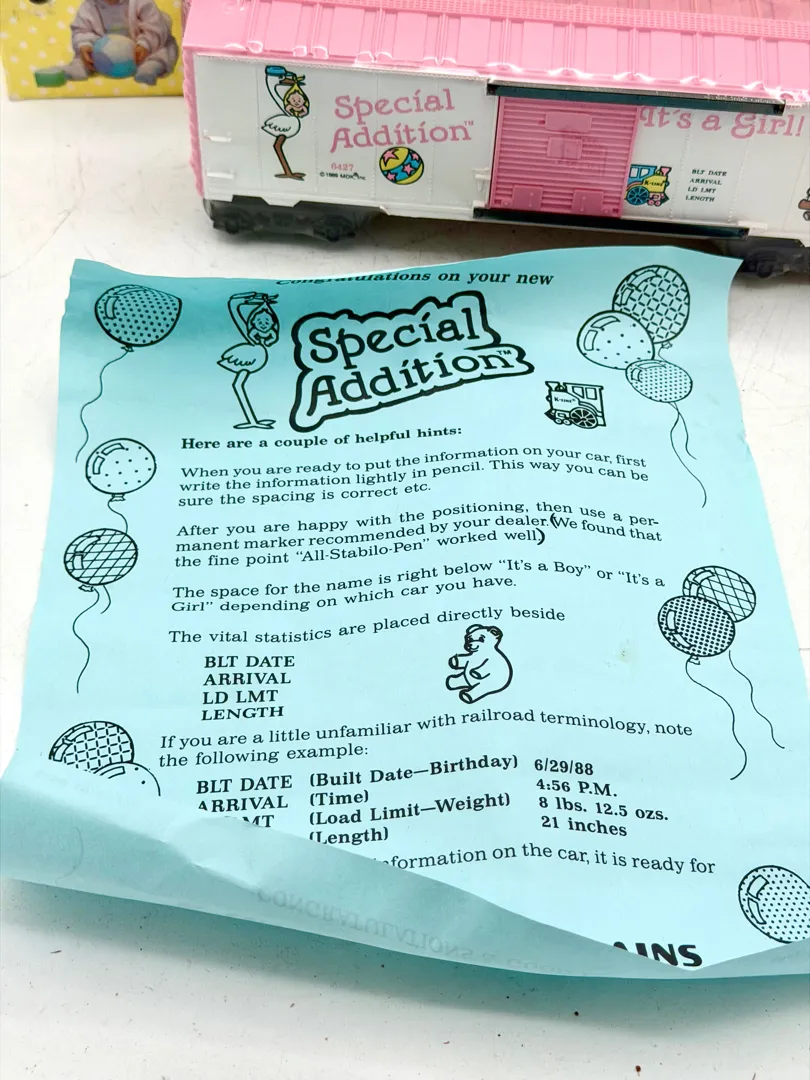 Special
Addition™
6427
© 1989 MDK, Inc
It's a Girl!
K-LINE
BLT DATE
ARRIVAL
LD LMT
LENGTH
Congratulations on your new
Special
Addition™
K-LINE®
Here are a couple of helpful hints:
When you are ready to put the information on your car, first
write the information lightly in pencil. This way you can be
sure the spacing is correct etc.
After you are happy with the positioning, then use a per-
manent marker recommended by your dealer. (We found that
the fine point "All-Stabilo-Pen" worked well)
The space for the name is right below "It's a Boy" or "It's a
Girl" depending on which car you have.
The vital statistics are placed directly beside
BLT DATE
ARRIVAL
LD LMT
LENGTH
If you are a little unfamiliar with railroad terminology, note
the following example:
BLT DATE (Built Date—Birthday) 6/29/88
ARRIVAL (Time) 4:56 P.M.
MT (Load Limit—Weight) 8 lbs. 12.5 ozs.
(Length) 21 inches
information on the car, it is ready for
CONGRATULATIONS
AINS